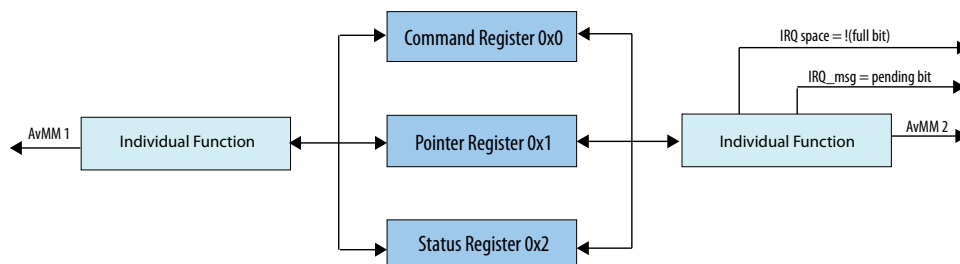 Command Register 0x0
IRQ space = !(full bit)
IRQ_msg = pending bit
AvMM 1
Individual Function
Pointer Register 0x1
Individual Function
AvMM 2
Status Register 0x2